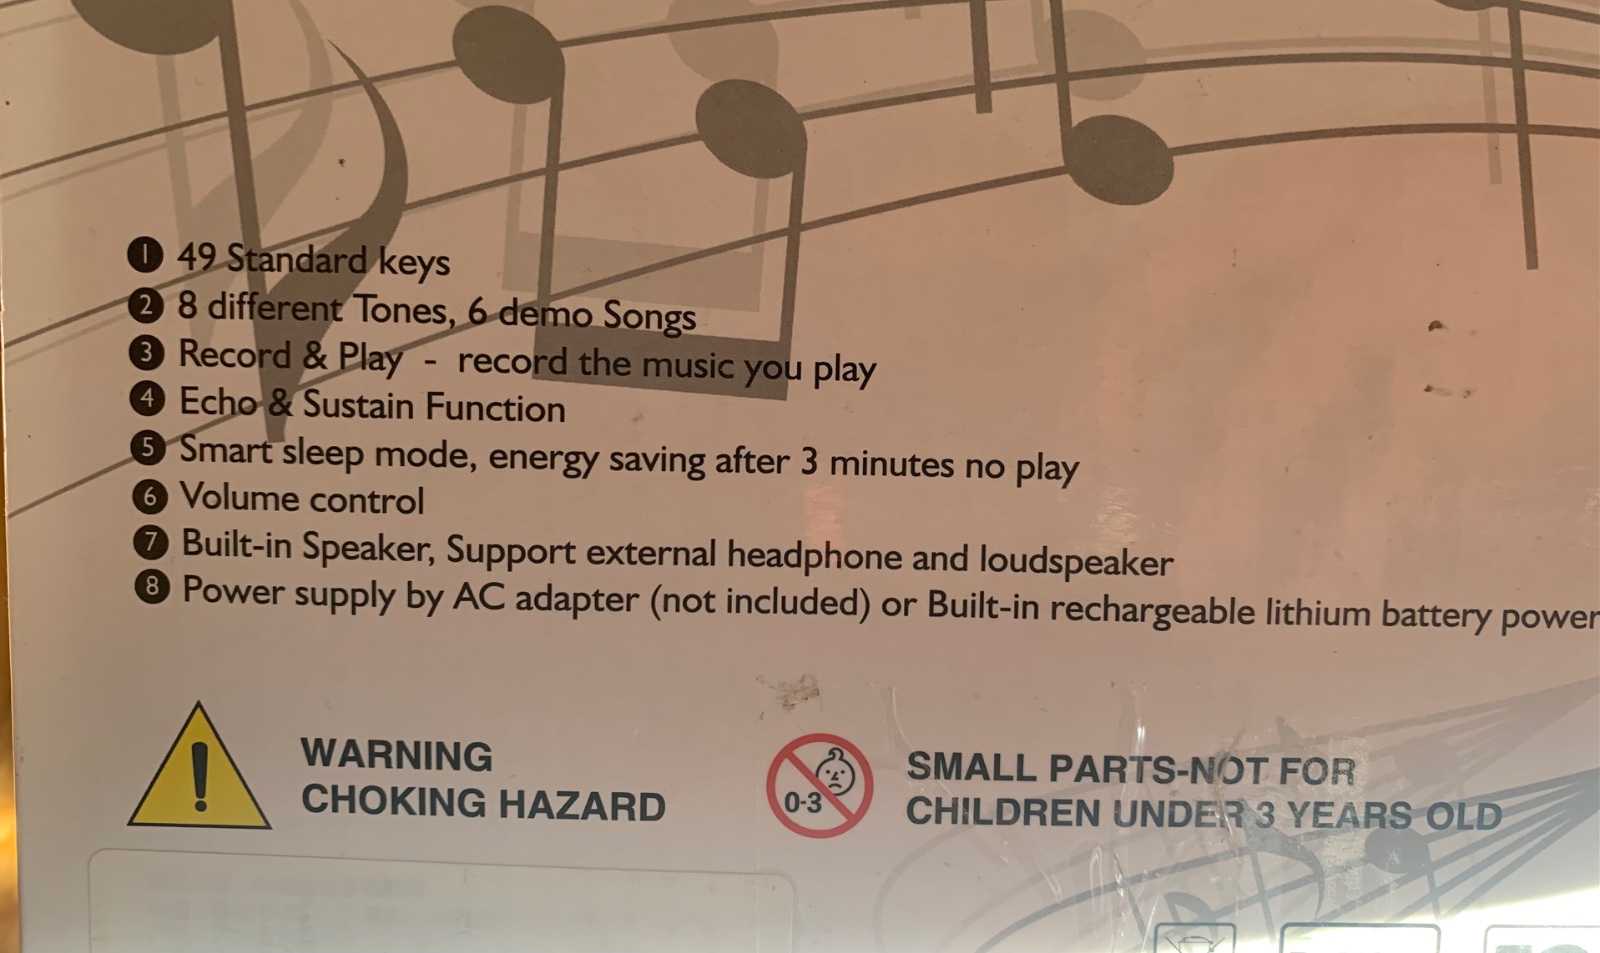 1 49 Standard keys
2 8 different Tones, 6 demo Songs
3 Record & Play - record the music you play
4 Echo & Sustain Function
5 Smart sleep mode, energy saving after 3 minutes no play
6 Volume control
7 Built-in Speaker, Support external headphone and loudspeaker
8 Power supply by AC adapter (not included) or Built-in rechargeable lithium battery power
WARNING
CHOKING HAZARD
0-3
SMALL PARTS-NOT FOR
CHILDREN UNDER 3 YEARS OLD